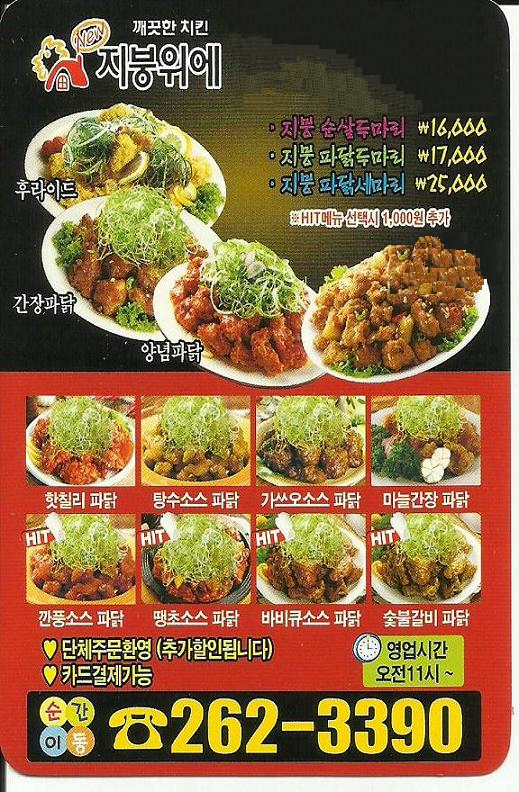 깨끗한 치킨
New
지붕위에
· 지붕 순살두마리 ₩16,000
· 지붕 파닭두마리 ₩17,000
· 지붕 파닭세마리 ₩25,000
※HIT메뉴 선택시 1,000원 추가
후라이드
간장파닭
양념파닭
핫칠리 파닭 탕수소스 파닭 가쓰오소스 파닭 마늘간장 파닭
HIT HIT HIT HIT
깐풍소스 파닭 땡초소스 파닭 바비큐소스 파닭 숯불갈비 파닭
♥ 단체주문환영 (추가할인됩니다)
♥ 카드결제가능
영업시간
오전11시 ~
순간
이동
☎262-3390